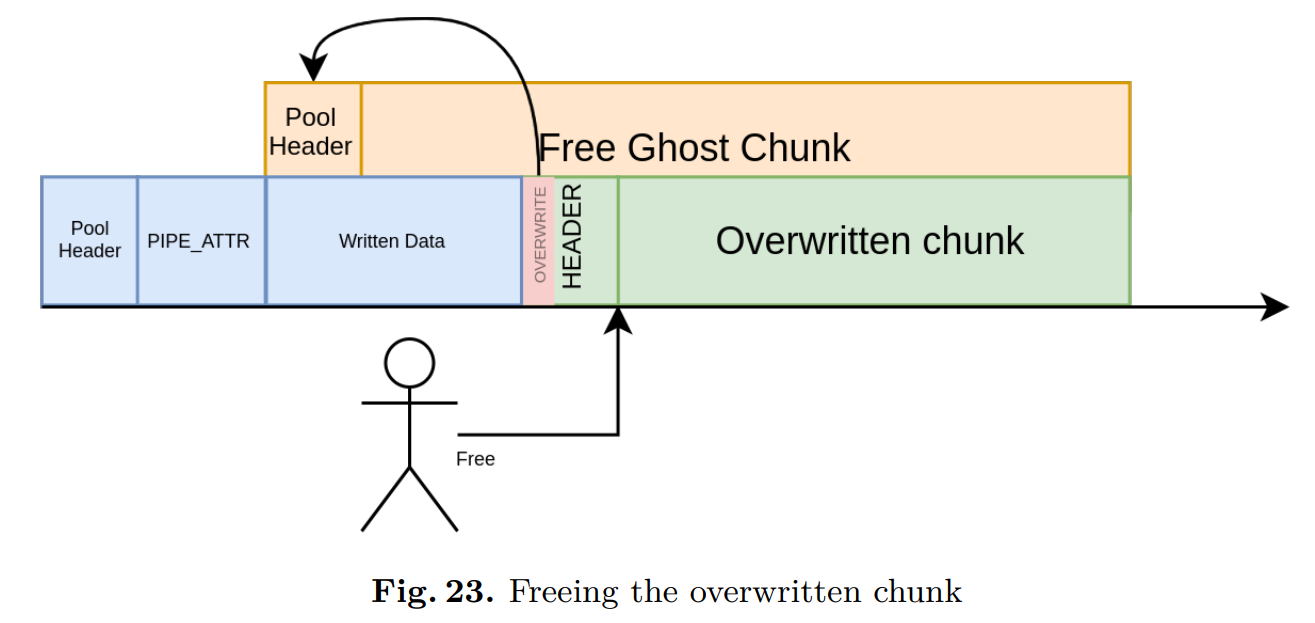 Pool
Header
Free Ghost Chunk
Pool
Header
PIPE_ATTR
Written Data
OVERWRITE
HEADER
Overwritten chunk
Free
Fig. 23. Freeing the overwritten chunk